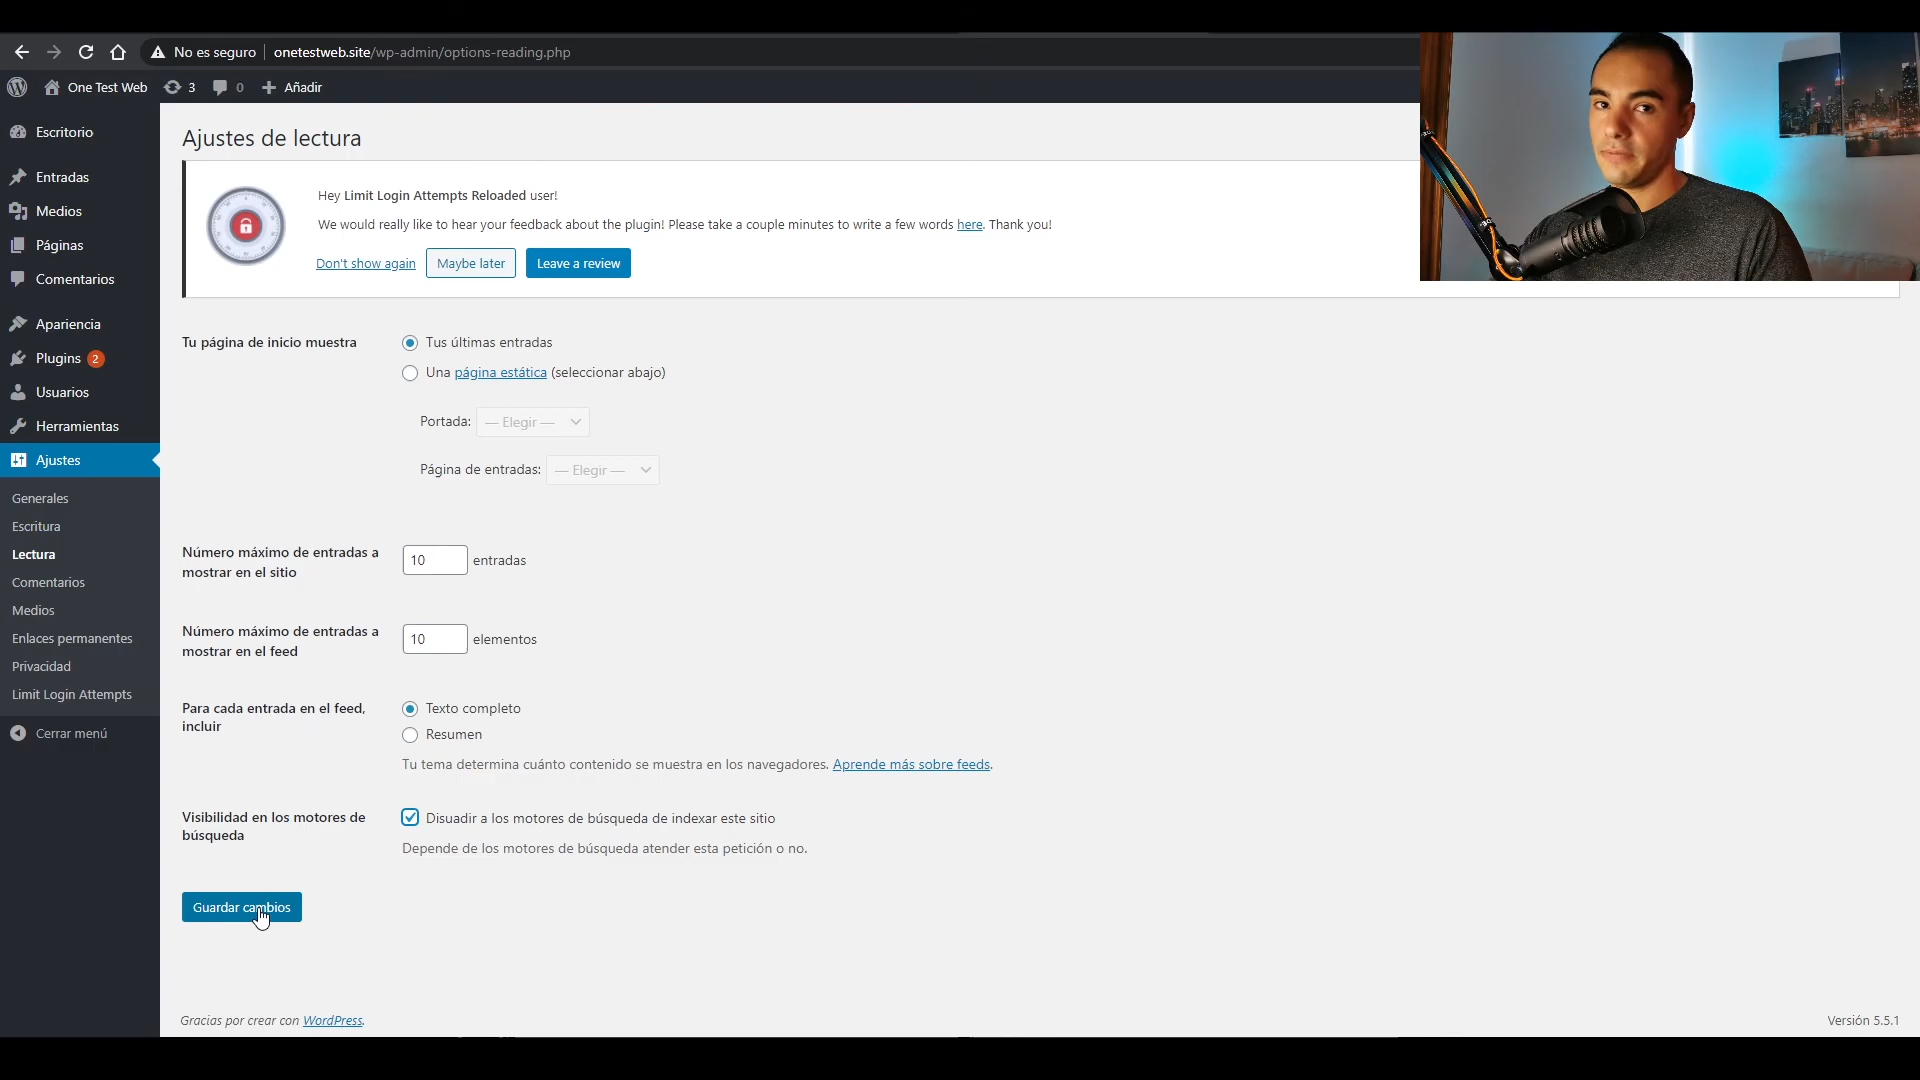 No es seguro
onetestweb.site/wp-admin/options-reading.php
One Test Web
3
0
Añadir
Escritorio
Entradas
Medios
Páginas
Comentarios
Apariencia
Plugins 2
Usuarios
Herramientas
Ajustes
Generales
Escritura
Lectura
Comentarios
Medios
Enlaces permanentes
Privacidad
Limit Login Attempts
Cerrar menú
Ajustes de lectura
Hey Limit Login Attempts Reloaded user!
We would really like to hear your feedback about the plugin! Please take a couple minutes to write a few words here. Thank you!
Don't show again
Maybe later
Leave a review
Tu página de inicio muestra
Tus últimas entradas
Una página estática (seleccionar abajo)
Portada: — Elegir —
Página de entradas: — Elegir —
Número máximo de entradas a
mostrar en el sitio
10 entradas
Número máximo de entradas a
mostrar en el feed
10 elementos
Para cada entrada en el feed,
incluir
Texto completo
Resumen
Tu tema determina cuánto contenido se muestra en los navegadores. Aprende más sobre feeds.
Visibilidad en los motores de
búsqueda
Disuadir a los motores de búsqueda de indexar este sitio
Depende de los motores de búsqueda atender esta petición o no.
Guardar cambios
Gracias por crear con WordPress.
Versión 5.5.1